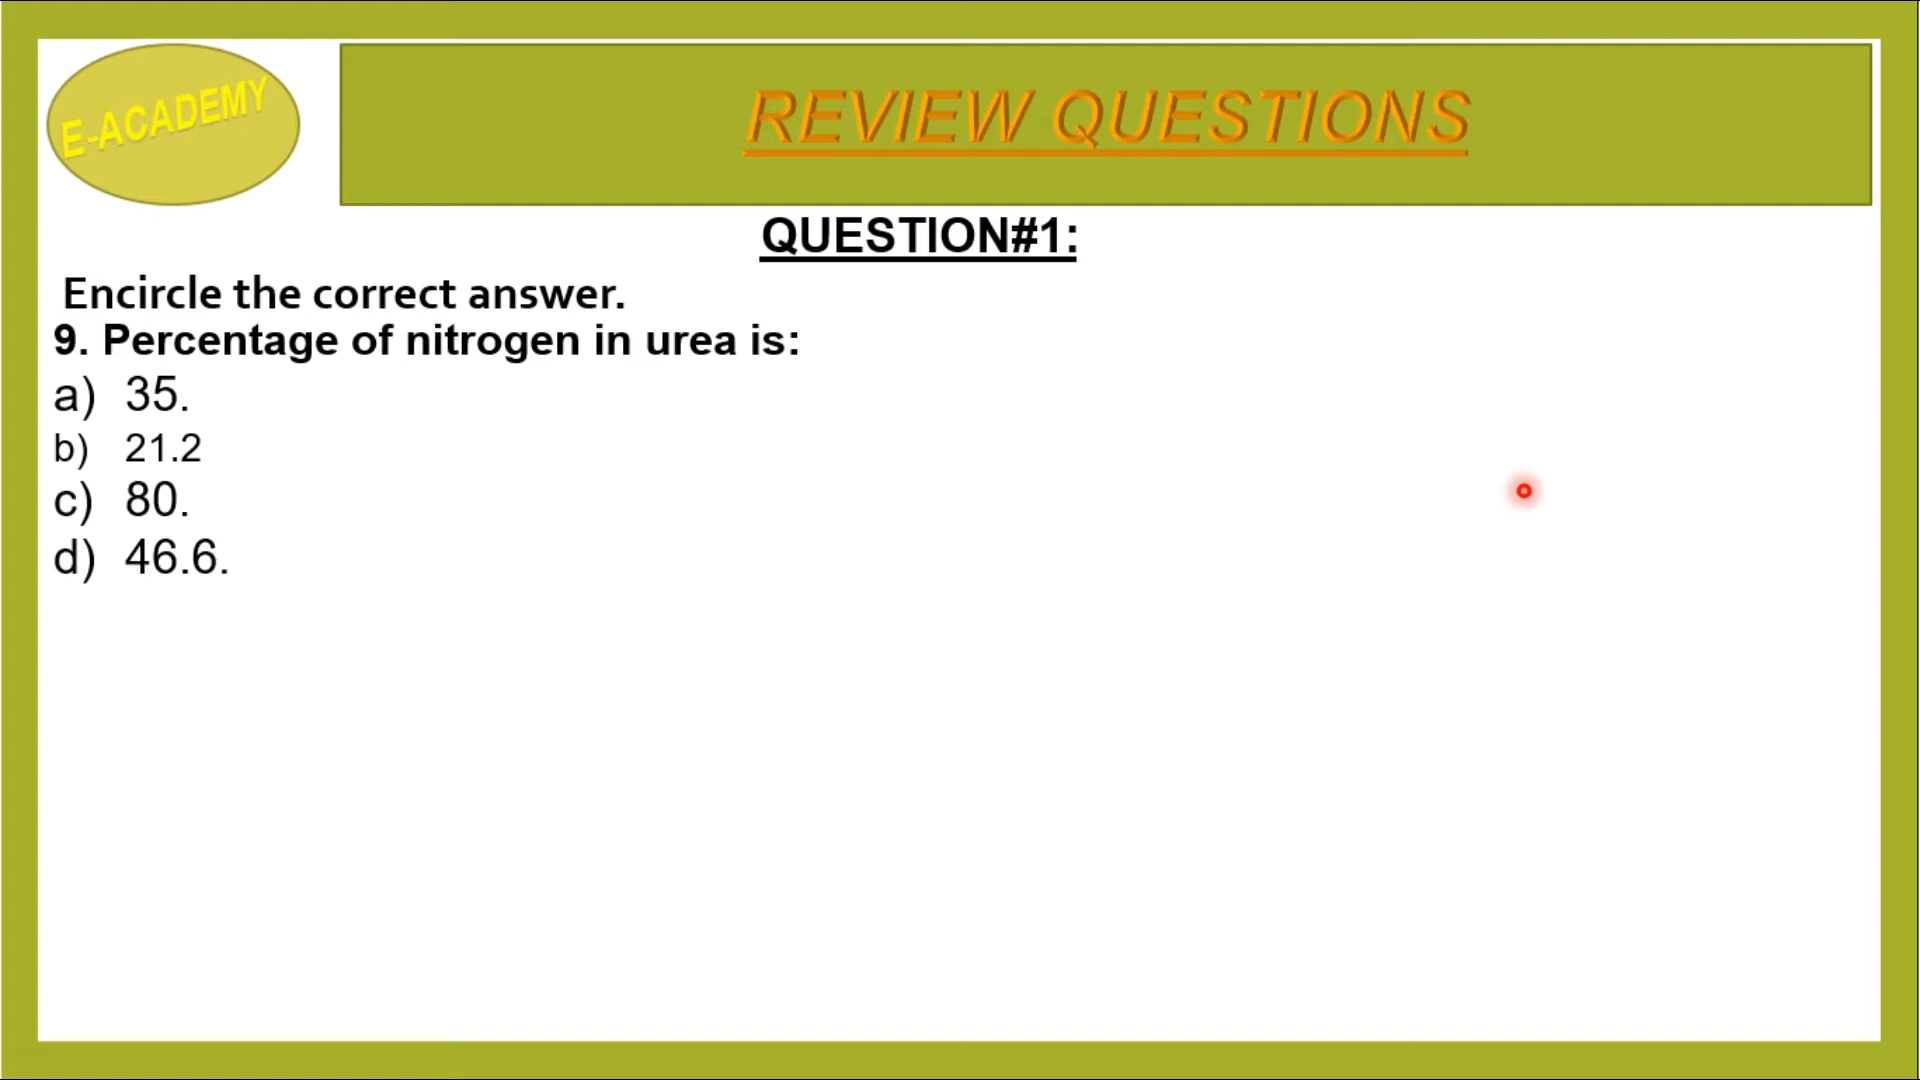 E-ACADEMY
REVIEW QUESTIONS
QUESTION#1:
Encircle the correct answer.
9. Percentage of nitrogen in urea is:
a) 35.
b) 21.2
c) 80.
d) 46.6.